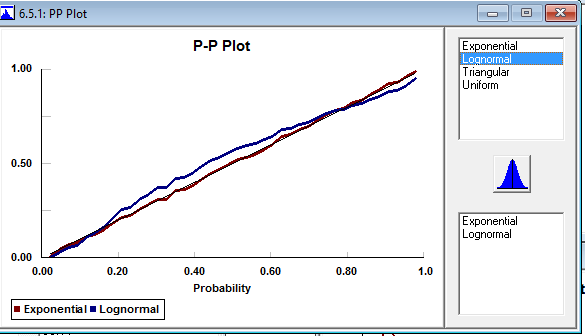 6.5.1: PP Plot
P-P Plot
1.00
0.50
0.00
0.00 0.20 0.40 0.60 0.80 1.0
Probability
Exponential Lognormal
Exponential
Lognormal
Triangular
Uniform
Exponential
Lognormal